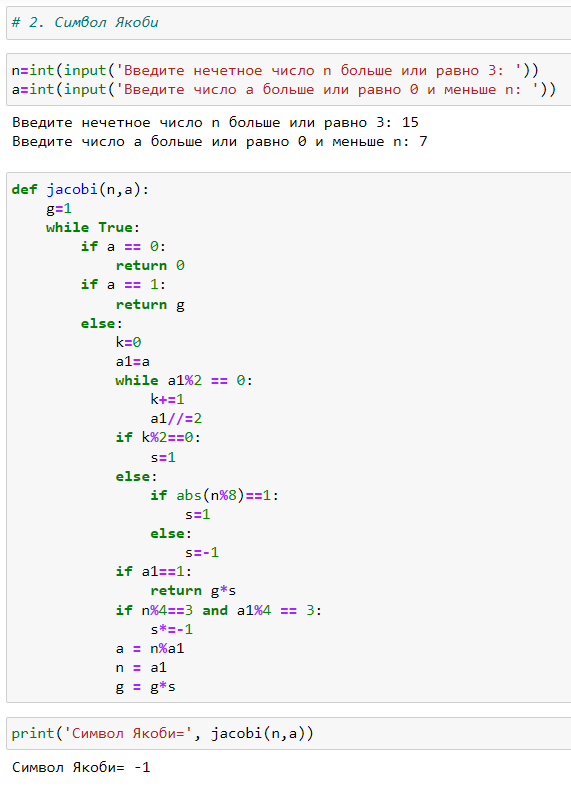 # 2. Символ Якоби
n=int(input('Введите нечетное число n больше или равно 3: '))
a=int(input('Введите число a больше или равно 0 и меньше n: '))
Введите нечетное число n больше или равно 3: 15
Введите число a больше или равно 0 и меньше n: 7
def jacobi(n,a):
    g=1
    while True:
        if a == 0:
            return 0
        if a == 1:
            return g
        else:
            k=0
            a1=a
            while a1%2 == 0:
                k+=1
                a1//=2
            if k%2==0:
                s=1
            else:
                if abs(n%8)==1:
                    s=1
                else:
                    s=-1
            if a1==1:
                return g*s
            if n%4==3 and a1%4 == 3:
                s*=-1
            a = n%a1
            n = a1
            g = g*s
print('Символ Якоби=', jacobi(n,a))
Символ Якоби= -1